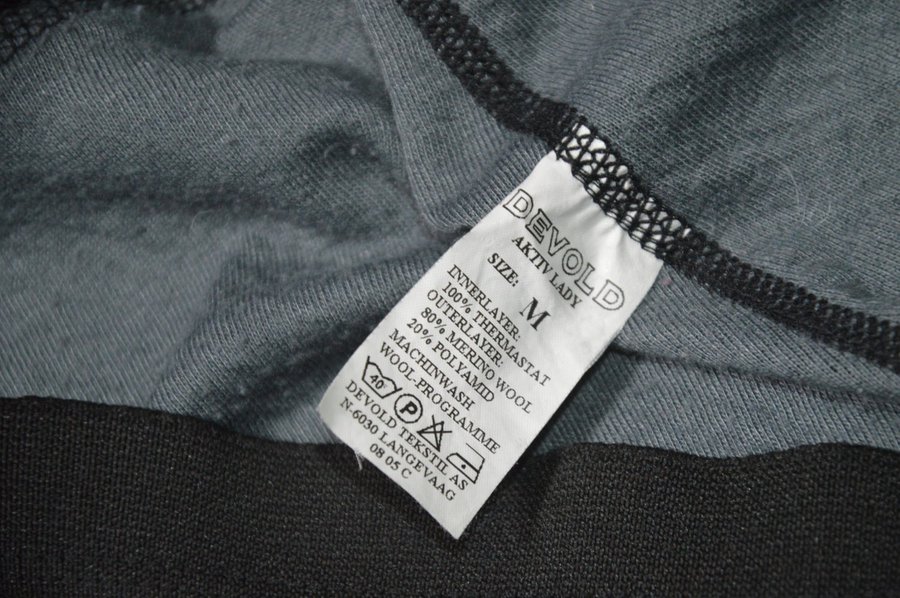 DEVOLD
AKTIV LADY
SIZE: M
INNERLAYER:
100% THERMASTAT
OUTERLAYER:
80% MERINO WOOL
20% POLYAMID
MACHINWASH
WOOL-PROGRAMME
40 P
DEVOLD TEKSTIL AS
N-6030 LANGEVAAG
08 05 C